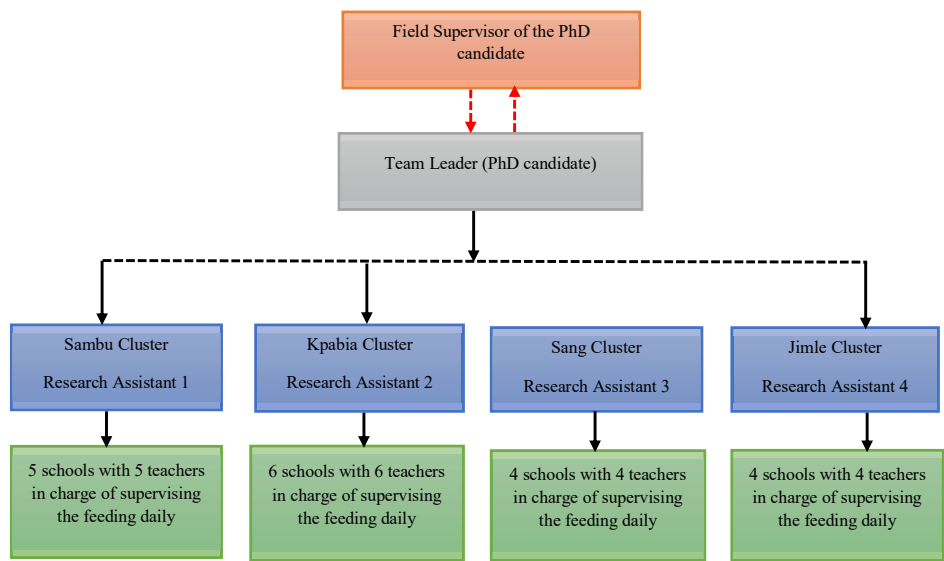 Field Supervisor of the PhD
candidate
Team Leader (PhD candidate)
Sambu Cluster
Research Assistant 1
Kpabia Cluster
Research Assistant 2
Sang Cluster
Research Assistant 3
Jimle Cluster
Research Assistant 4
5 schools with 5 teachers
in charge of supervising
the feeding daily
6 schools with 6 teachers
in charge of supervising
the feeding daily
4 schools with 4 teachers
in charge of supervising
the feeding daily
4 schools with 4 teachers
in charge of supervising
the feeding daily